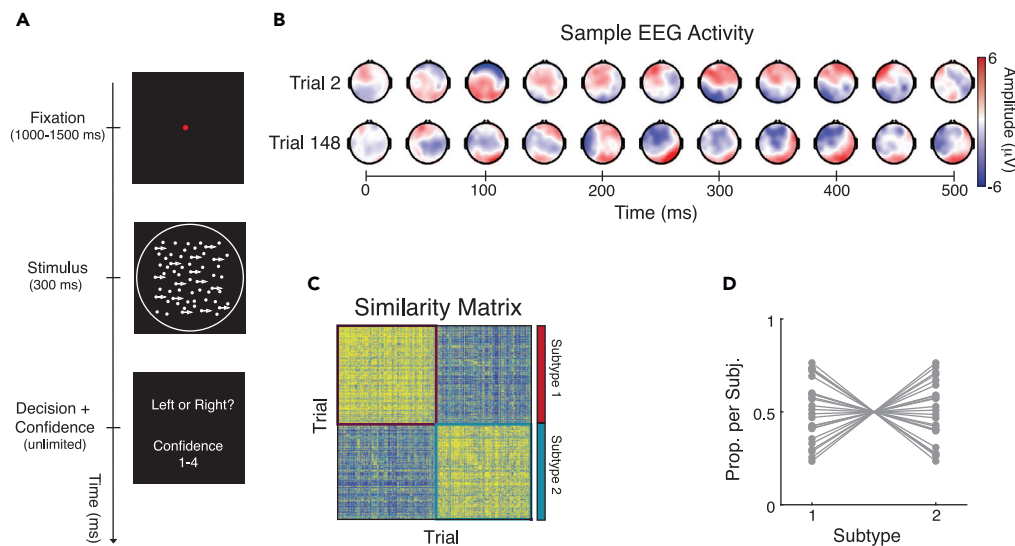 A
Fixation
(1000-1500 ms)
Stimulus
(300 ms)
Decision +
Confidence
(unlimited)
Left or Right?
Confidence
1-4
Time (ms)
B
Sample EEG Activity
Trial 2
Trial 148
0
100
200
300
400
500
Time (ms)
6
-6
Amplitude (μV)
C
Similarity Matrix
Trial
Trial
Subtype 1
Subtype 2
D
1
0.5
0
Prop. per Subj.
1
2
Subtype